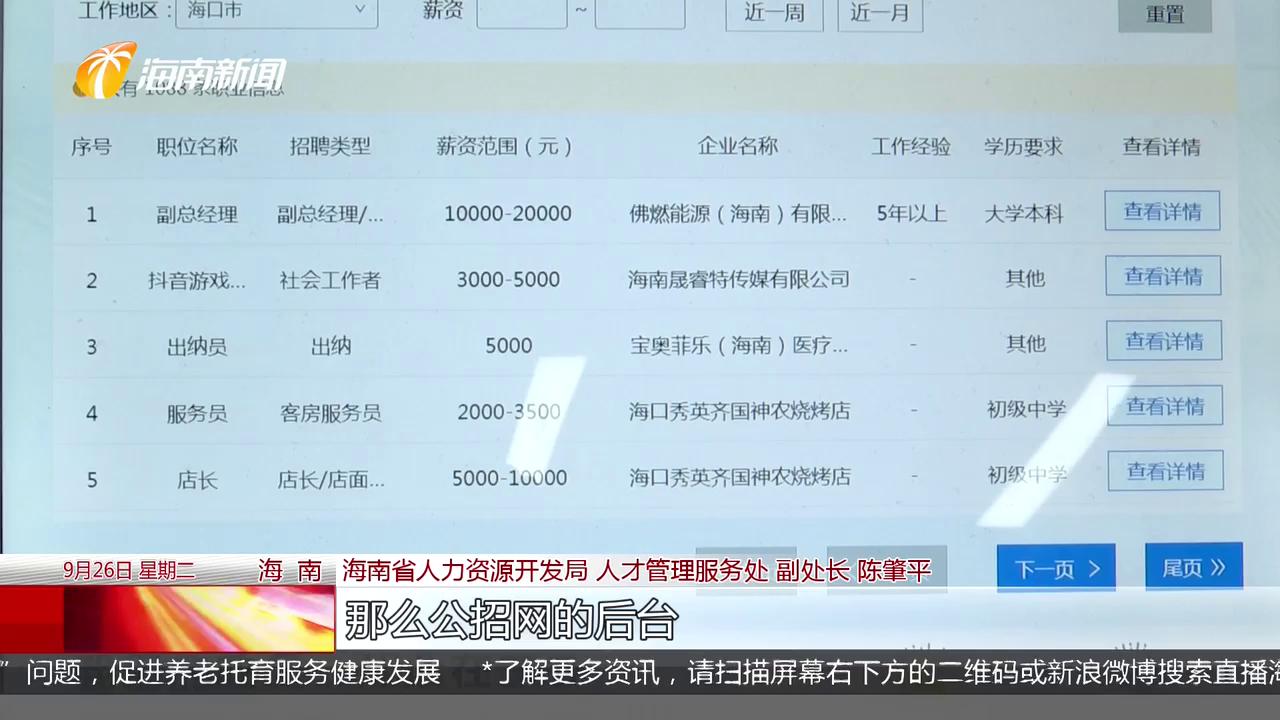 工作地区： 海口市 薪资 ~ 近一周 近一月 重置
海南新闻
有 1088 条职业信息
序号 职位名称 招聘类型 薪资范围（元） 企业名称 工作经验 学历要求 查看详情
1 副总经理 副总经理/... 10000-20000 佛燃能源（海南）有限... 5年以上 大学本科 查看详情
2 抖音游戏... 社会工作者 3000-5000 海南晟睿特传媒有限公司 - 其他 查看详情
3 出纳员 出纳 5000 宝奥菲乐（海南）医疗... - 其他 查看详情
4 服务员 客房服务员 2000-3500 海口秀英齐国神农烧烤店 - 初级中学 查看详情
5 店长 店长/店面... 5000-10000 海口秀英齐国神农烧烤店 - 初级中学 查看详情
下一页 > 尾页 »
9月26日 星期二 海 南 海南省人力资源开发局 人才管理服务处 副处长 陈肇平
那么公招网的后台
”问题，促进养老托育服务健康发展 *了解更多资讯，请扫描屏幕右下方的二维码或新浪微博搜索直播海